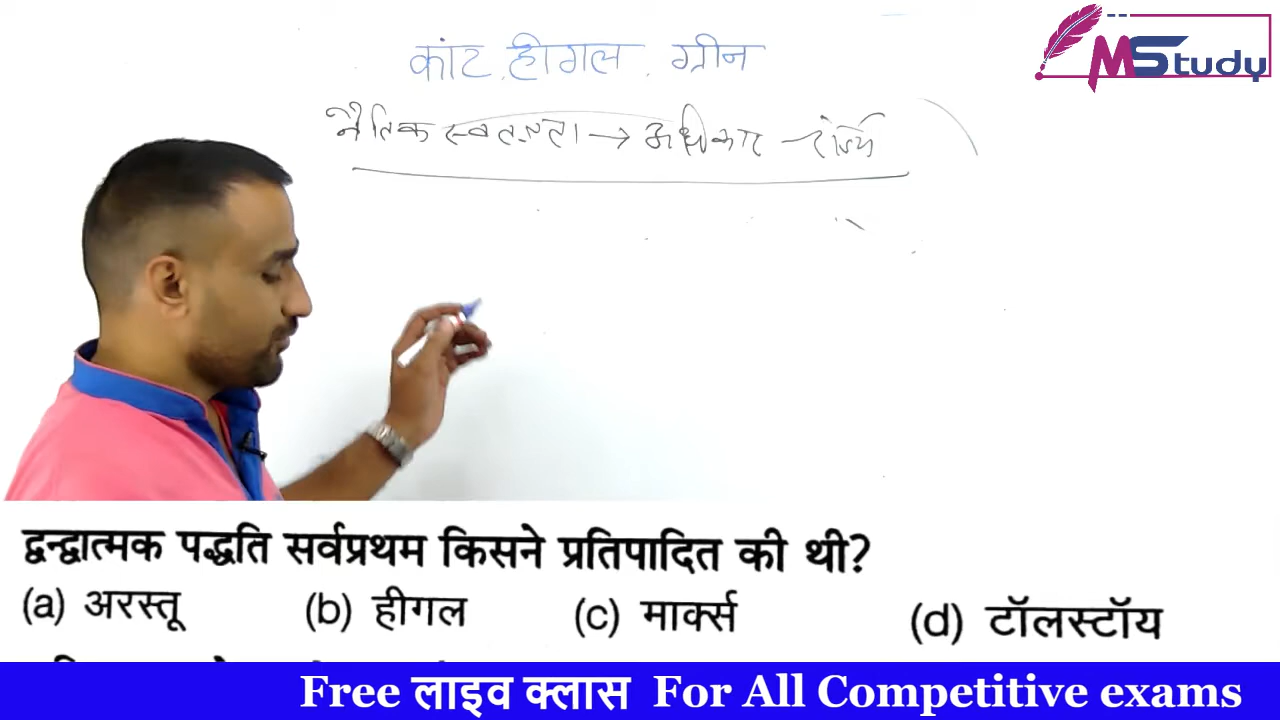 MStudy
कांट, हीगल, ग्रीन
नैतिक स्वतन्त्रता → अधिकार → राज्य
द्वन्द्वात्मक पद्धति सर्वप्रथम किसने प्रतिपादित की थी?
(a) अरस्तू (b) हीगल (c) मार्क्स (d) टॉलस्टॉय
Free लाइव क्लास For All Competitive exams